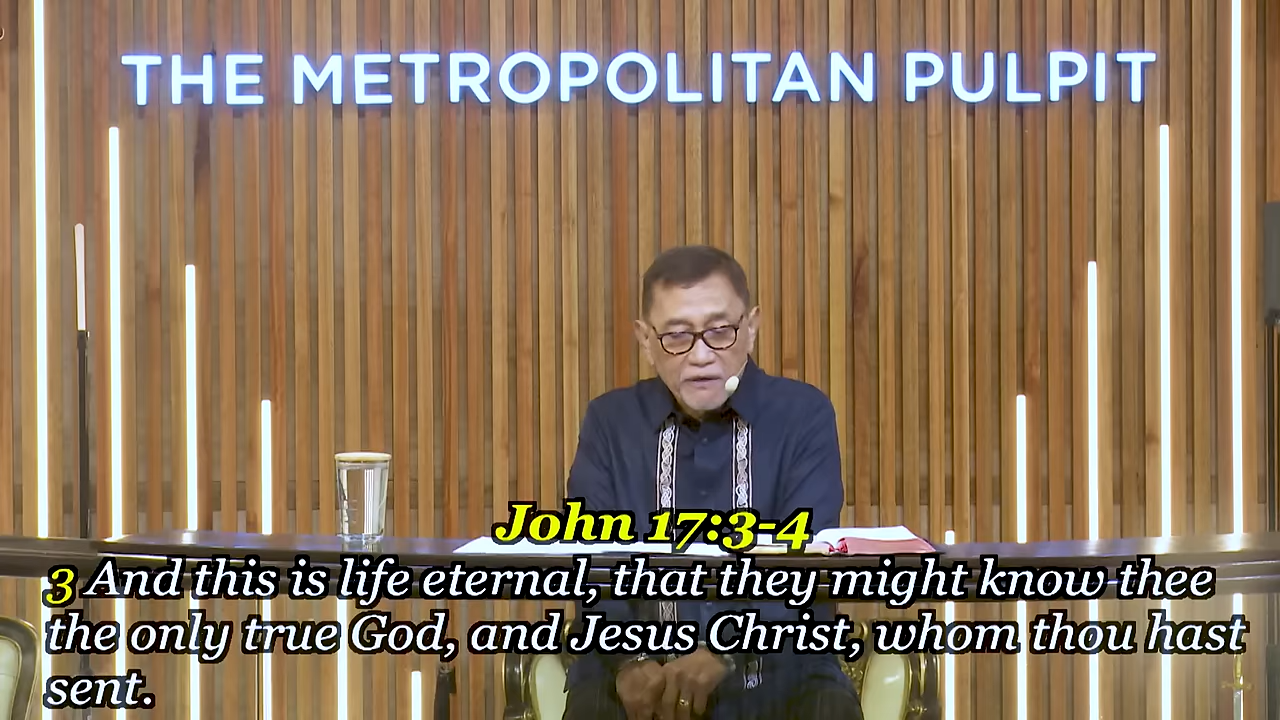 THE METROPOLITAN PULPIT
John 17:3-4
3 And this is life eternal, that they might know thee
the only true God, and Jesus Christ, whom thou hast
sent.